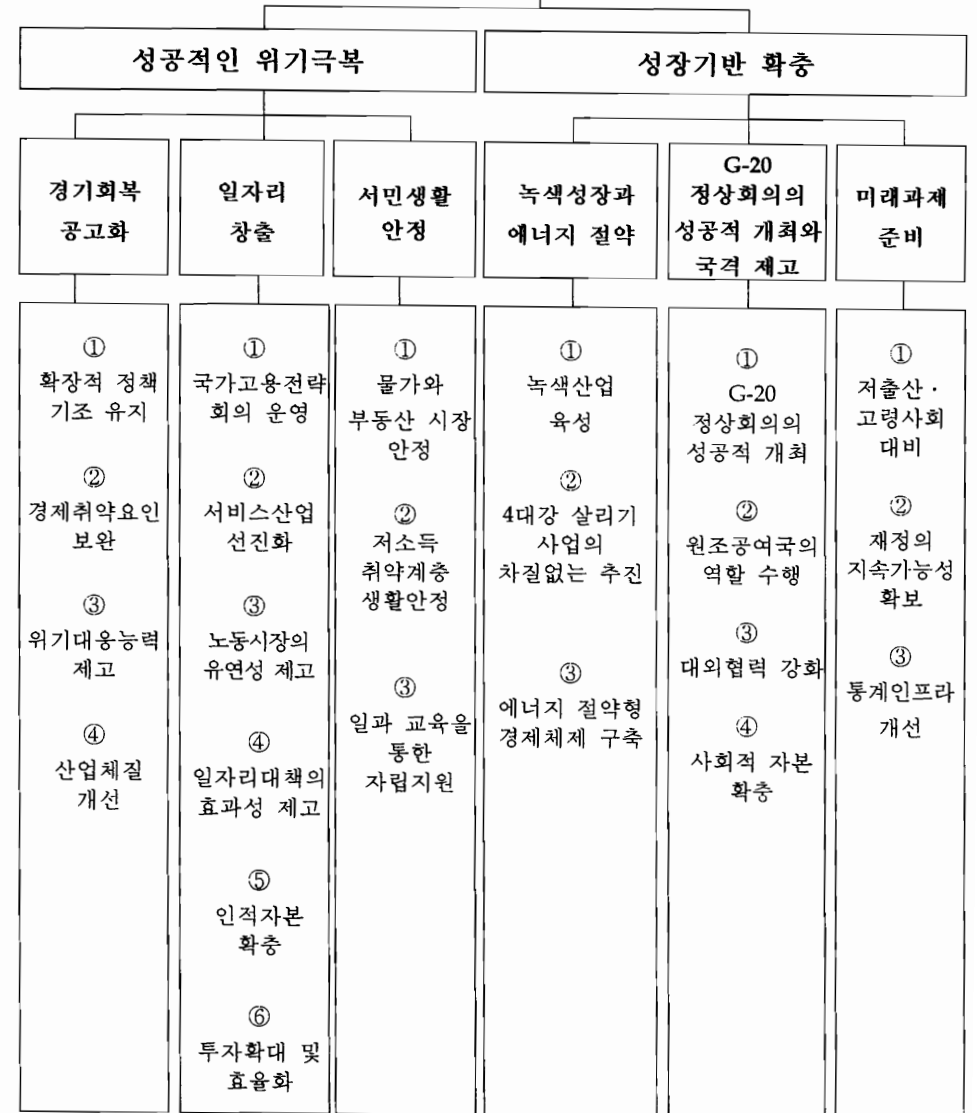 성공적인 위기극복
성장기반 확충
경기회복
공고화
일자리
창출
서민생활
안정
녹색성장과
에너지 절약
G-20
정상회의의
성공적 개최와
국격 제고
미래과제
준비
①
확장적 정책
기조 유지
②
경제취약요인
보완
③
위기대응능력
제고
④
산업체질
개선
①
국가고용전략
회의 운영
②
서비스산업
선진화
③
노동시장의
유연성 제고
④
일자리대책의
효과성 제고
⑤
인적자본
확충
⑥
투자확대 및
효율화
①
물가와
부동산 시장
안정
②
저소득
취약계층
생활안정
③
일과 교육을
통한
자립지원
①
녹색산업
육성
②
4대강 살리기
사업의
차질없는 추진
③
에너지 절약형
경제체제 구축
①
G-20
정상회의의
성공적 개최
②
원조공여국의
역할 수행
③
대외협력 강화
④
사회적 자본
확충
①
저출산·
고령사회
대비
②
재정의
지속가능성
확보
③
통계인프라
개선